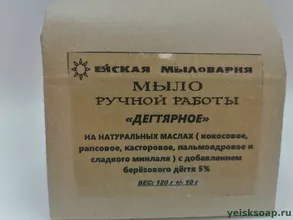 ЕЙСКАЯ МЫЛОВАРНЯ
МЫЛО
РУЧНОЙ РАБОТЫ
«ДЕГТЯРНОЕ»
НА НАТУРАЛЬНЫХ МАСЛАХ ( кокосовое,
рапсовое, касторовое, пальмоядровое и
сладкого миндаля ) с добавлением
берёзового дёгтя 5%
ВЕС: 120 г +/- 10 г
yeisksoap.ru